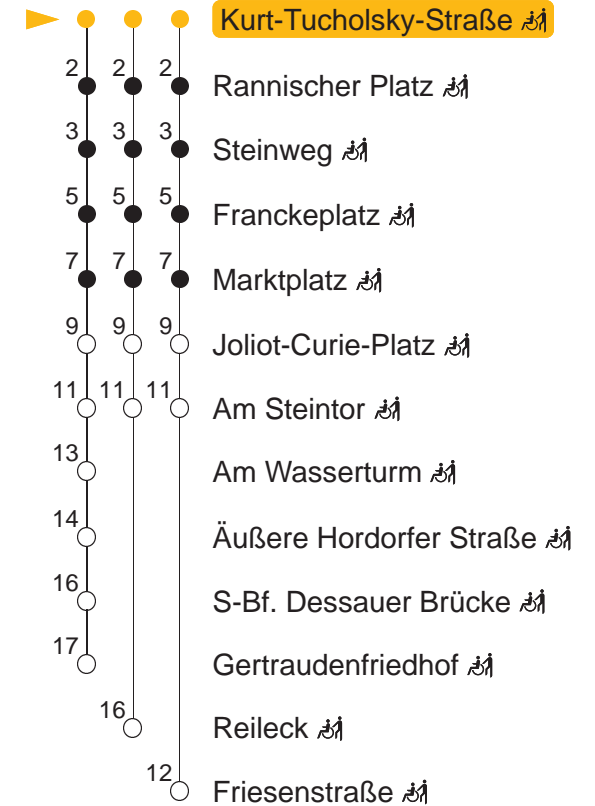 Kurt-Tucholsky-Straße
2 2 2 Rannischer Platz
3 3 3 Steinweg
5 5 5 Franckeplatz
7 7 7 Marktplatz
9 9 9 Joliot-Curie-Platz
11 11 11 Am Steintor
13 Am Wasserturm
14 Äußere Hordorfer Straße
16 S-Bf. Dessauer Brücke
17 Gertraudenfriedhof
16 Reileck
12 Friesenstraße